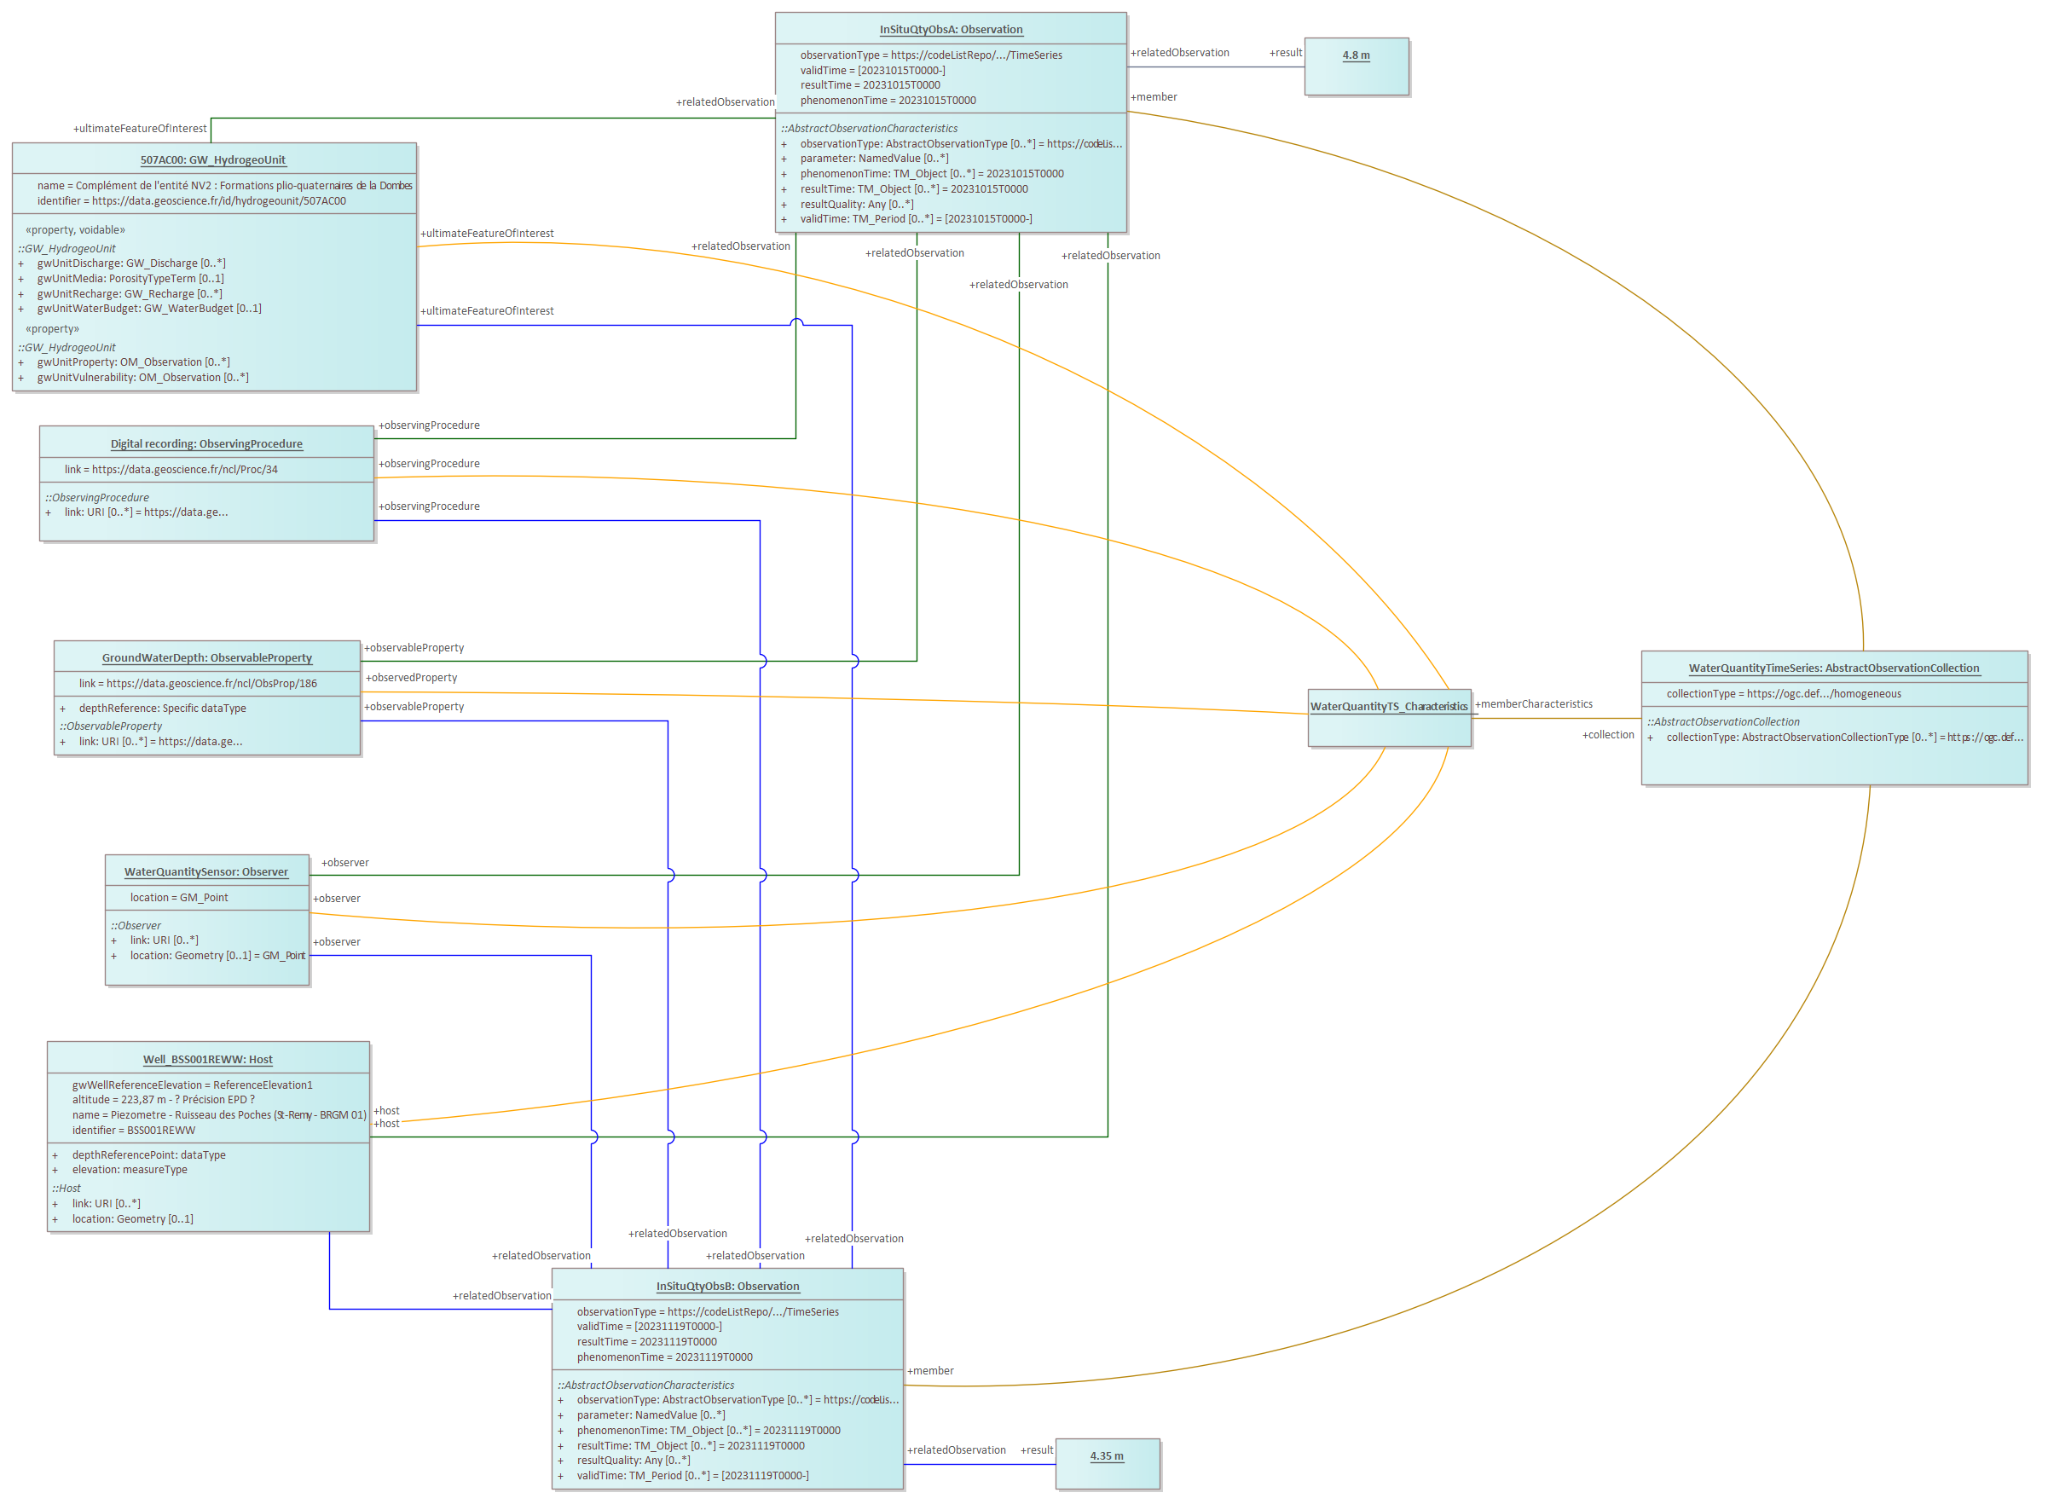 InSituQtyObsA: Observation
observationType = https://codeListRepo/.../TimeSeries
validTime = [20231015T0000-]
resultTime = 20231015T0000
phenomenonTime = 20231015T0000
::AbstractObservationCharacteristics
+ observationType: AbstractObservationType [0..*] = https://codeLis...
+ parameter: NamedValue [0..*]
+ phenomenonTime: TM_Object [0..*] = 20231015T0000
+ resultTime: TM_Object [0..*] = 20231015T0000
+ resultQuality: Any [0..*]
+ validTime: TM_Period [0..*] = [20231015T0000-]
+relatedObservation
+result
4.8 m
+member
+relatedObservation
+ultimateFeatureOfInterest
507AC00: GW_HydrogeoUnit
name = Complément de l'entité NV2 : Formations plio-quaternaires de la Dombes
identifier = https://data.geoscience.fr/id/hydrogeounit/507AC00
«property, voidable»
::GW_HydrogeoUnit
+ gwUnitDischarge: GW_Discharge [0..*]
+ gwUnitMedia: PorosityTypeTerm [0..1]
+ gwUnitRecharge: GW_Recharge [0..*]
+ gwUnitWaterBudget: GW_WaterBudget [0..1]
«property»
::GW_HydrogeoUnit
+ gwUnitProperty: OM_Observation [0..*]
+ gwUnitVulnerability: OM_Observation [0..*]
+ultimateFeatureOfInterest
+relatedObservation
+relatedObservation
+relatedObservation
+relatedObservation
+ultimateFeatureOfInterest
Digital recording: ObservingProcedure
link = https://data.geoscience.fr/ncl/Proc/34
::ObservingProcedure
+ link: URI [0..*] = https://data.ge...
+observingProcedure
+observingProcedure
+observingProcedure
GroundWaterDepth: ObservableProperty
link = https://data.geoscience.fr/ncl/ObsProp/186
+ depthReference: Specific dataType
::ObservableProperty
+ link: URI [0..*] = https://data.ge...
+observableProperty
+observedProperty
+observableProperty
WaterQuantityTS_Characteristics
+memberCharacteristics
+collection
WaterQuantityTimeSeries: AbstractObservationCollection
collectionType = https://ogc.def.../homogeneous
::AbstractObservationCollection
+ collectionType: AbstractObservationCollectionType [0..*] = https://ogc.def...
WaterQuantitySensor: Observer
location = GM_Point
::Observer
+ link: URI [0..*]
+ location: Geometry [0..1] = GM_Point
+observer
+observer
+observer
Well_BSS001REWW: Host
gwWellReferenceElevation = ReferenceElevation1
altitude = 223,87 m - ? Précision EPD ?
name = Piezometre - Ruisseau des Poches (St-Remy - BRGM 01)
identifier = BSS001REWW
+ depthReferencePoint: dataType
+ elevation: measureType
::Host
+ link: URI [0..*]
+ location: Geometry [0..1]
+host
+host
+relatedObservation
+relatedObservation
+relatedObservation
+relatedObservation
+relatedObservation
InSituQtyObsB: Observation
observationType = https://codeListRepo/.../TimeSeries
validTime = [20231119T0000-]
resultTime = 20231119T0000
phenomenonTime = 20231119T0000
::AbstractObservationCharacteristics
+ observationType: AbstractObservationType [0..*] = https://codeLis...
+ parameter: NamedValue [0..*]
+ phenomenonTime: TM_Object [0..*] = 20231119T0000
+ resultTime: TM_Object [0..*] = 20231119T0000
+ resultQuality: Any [0..*]
+ validTime: TM_Period [0..*] = [20231119T0000-]
+member
+relatedObservation
+result
4.35 m